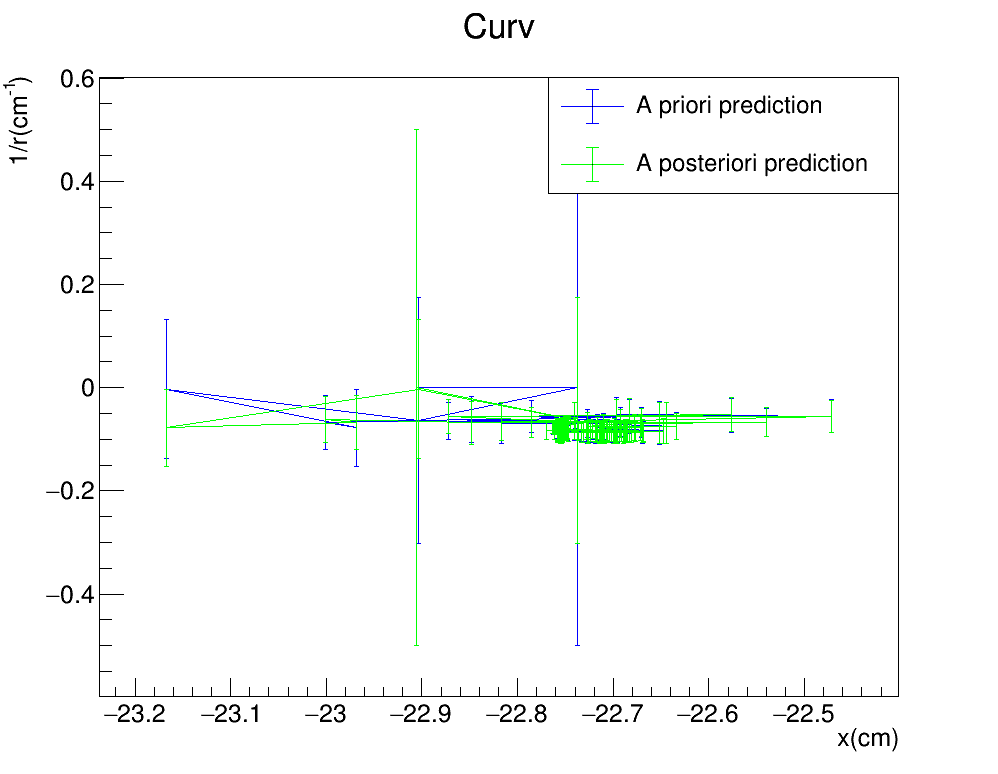 Curv
1/r(cm⁻¹)
A priori prediction
A posteriori prediction
0.6
0.4
0.2
0
−0.2
−0.4
−23.2 −23.1 −23 −22.9 −22.8 −22.7 −22.6 −22.5
x(cm)